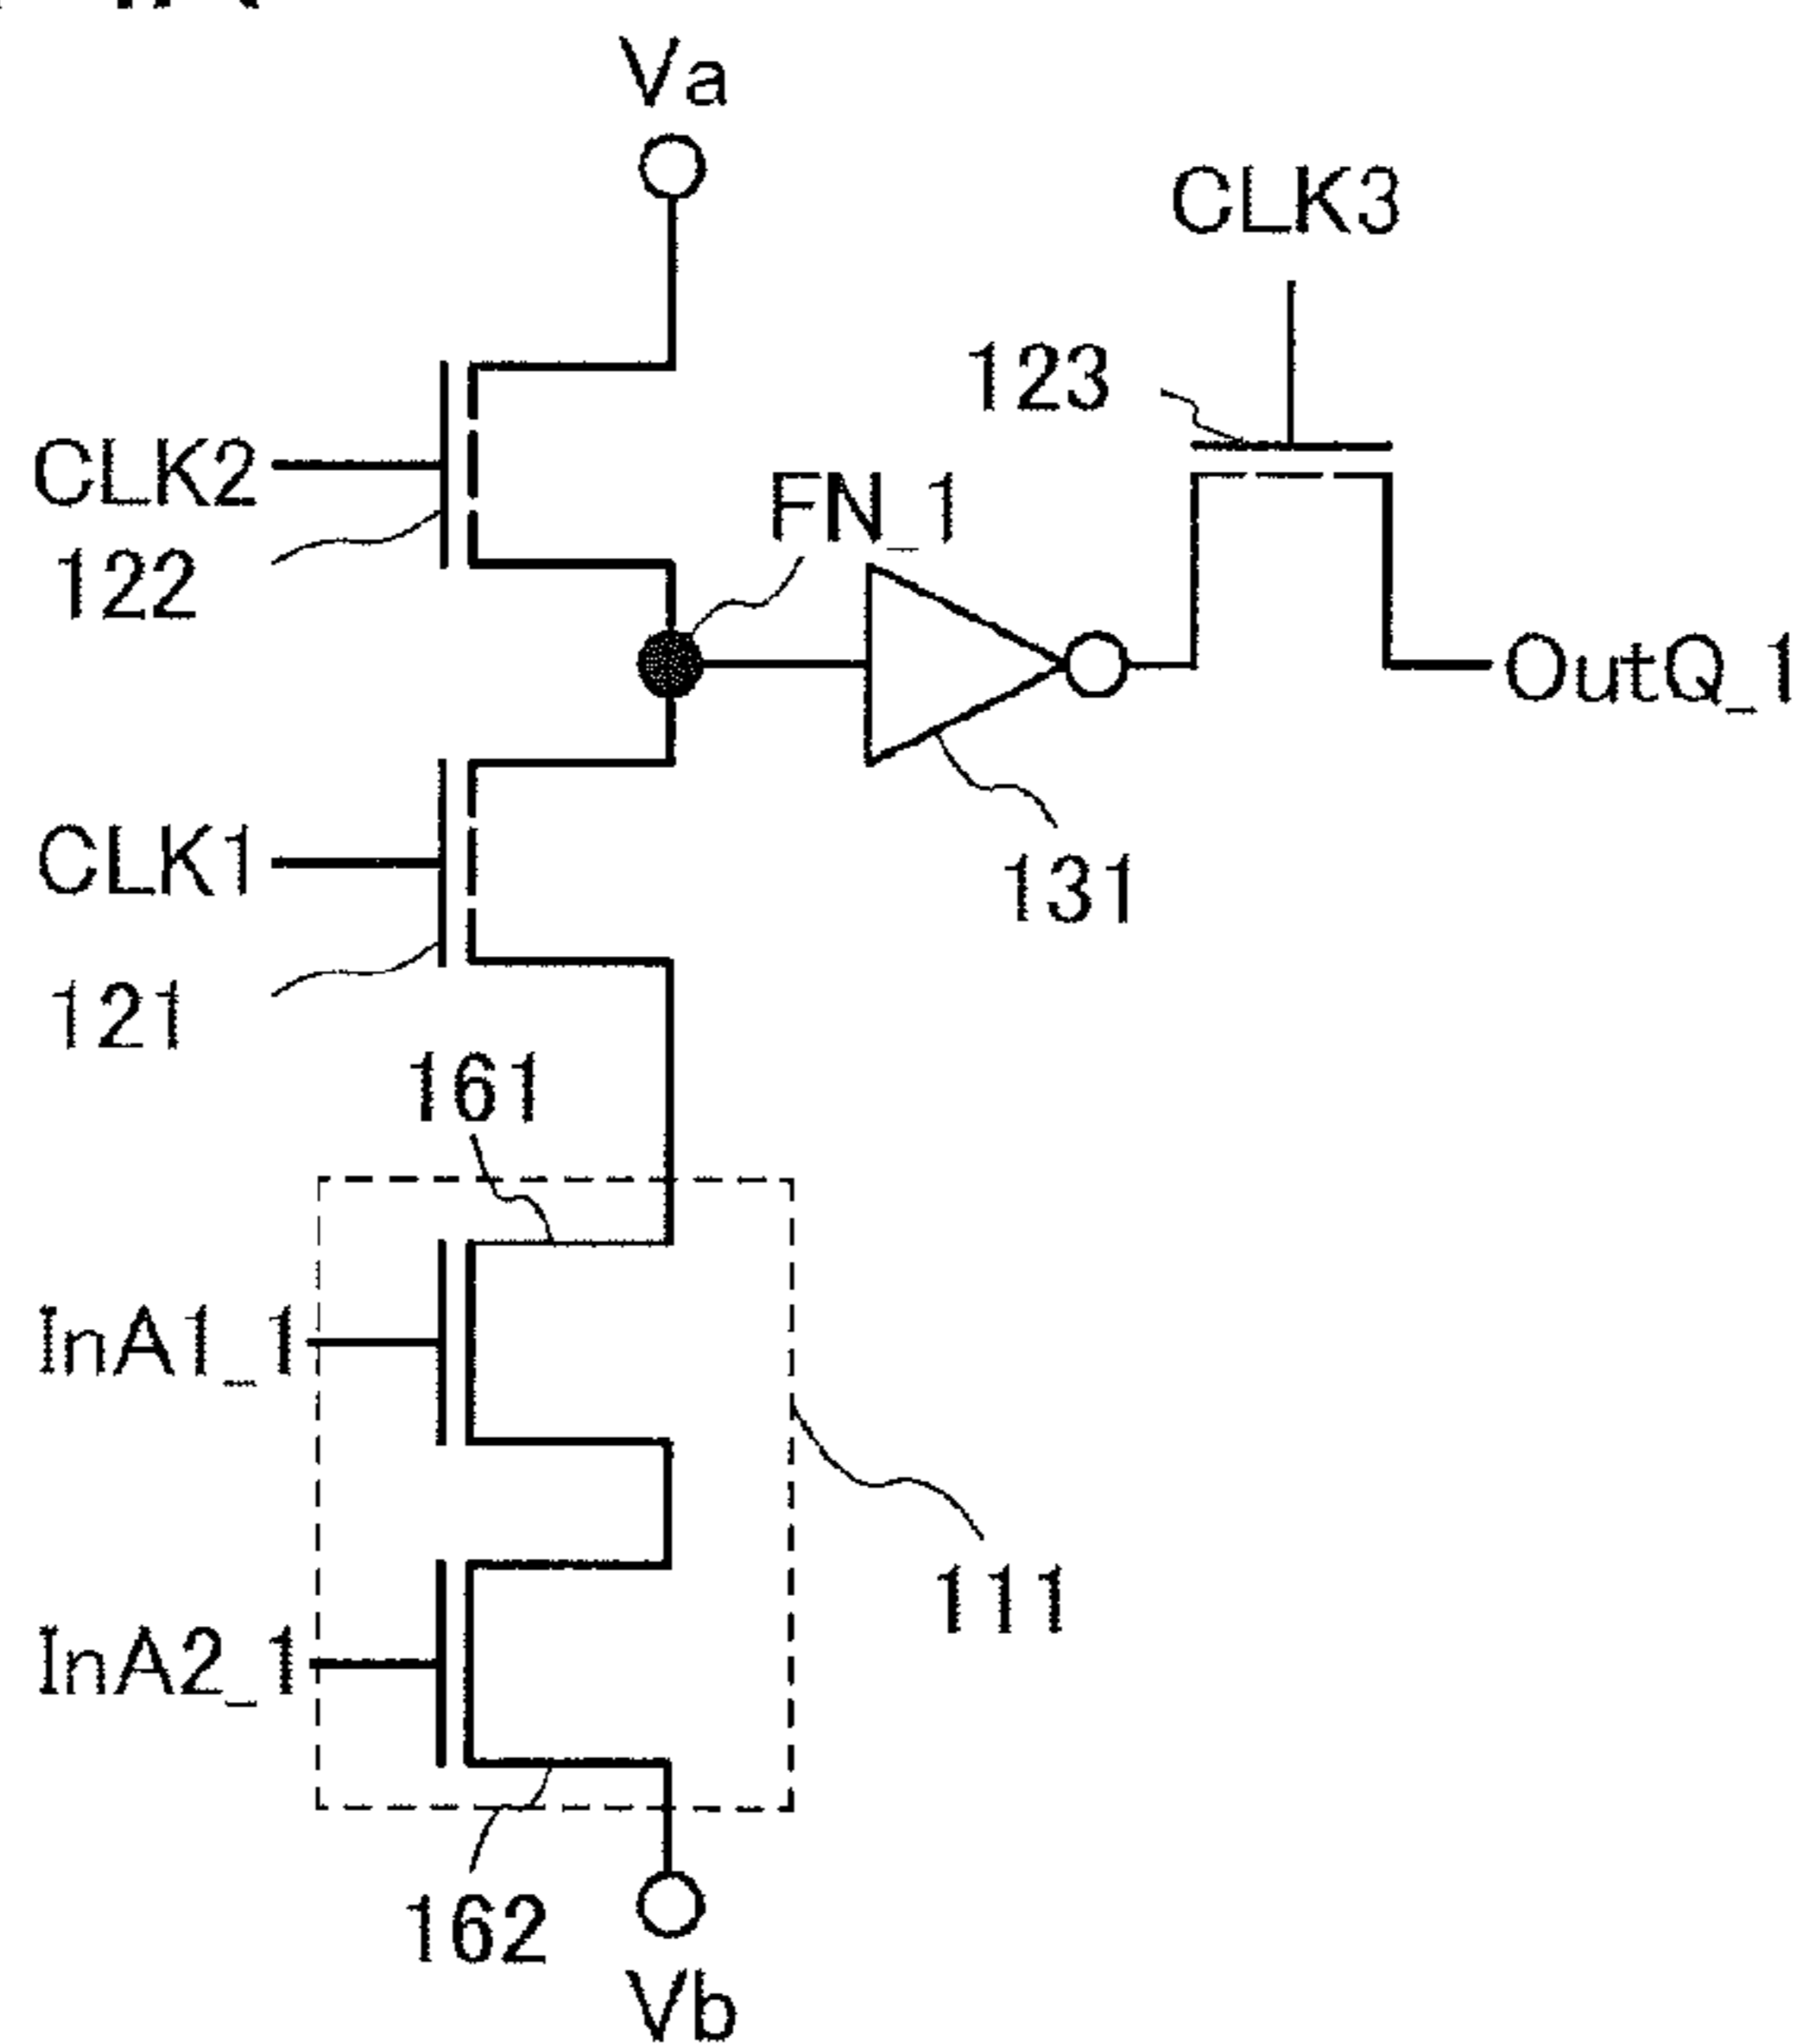 Va
CLK3
123
CLK2
122
FN_1
OutQ_1
CLK1
131
121
161
InA1_1
111
InA2_1
162
Vb